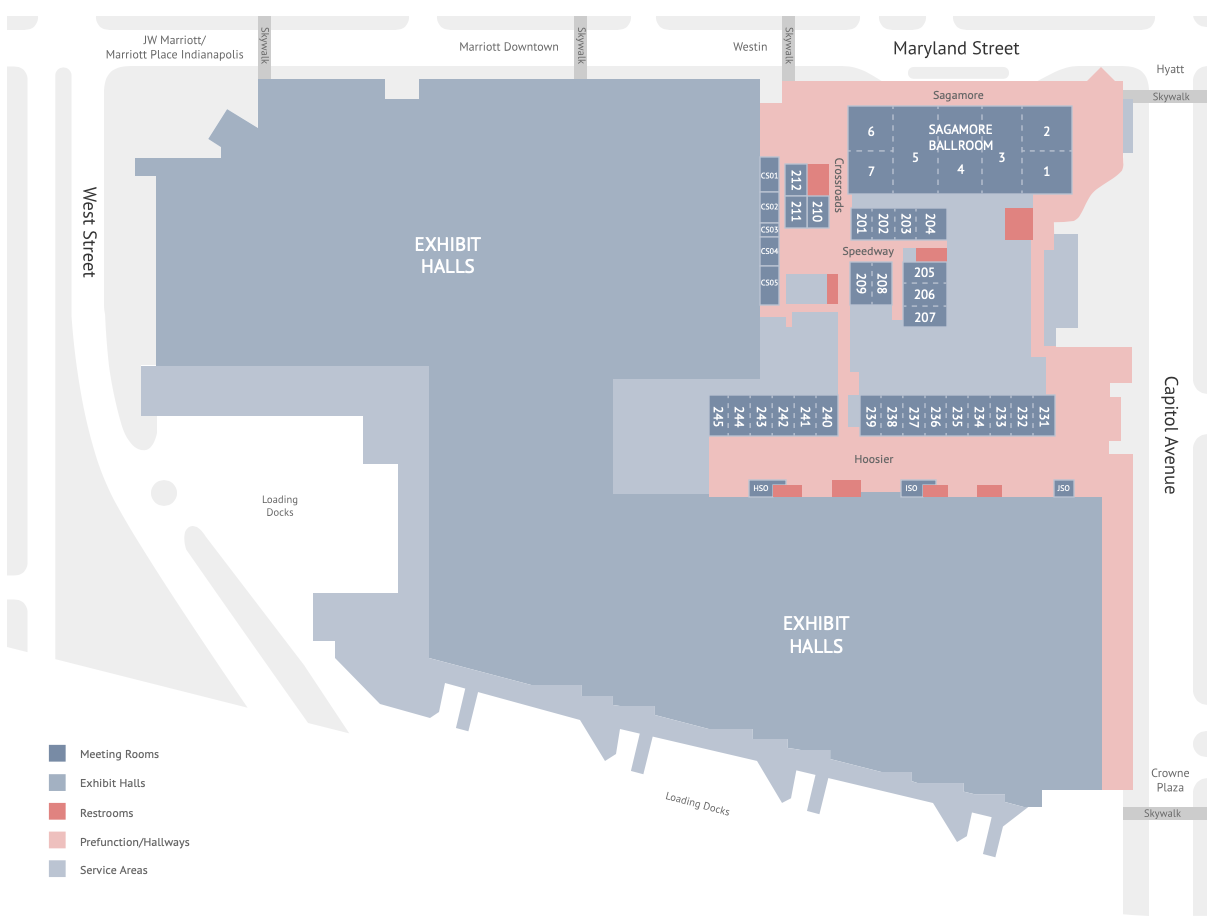 JW Marriott/
Marriott Place Indianapolis
Skywalk
Marriott Downtown
Skywalk
Westin
Skywalk
Maryland Street
Hyatt
Skywalk
Sagamore
6
SAGAMORE
BALLROOM
2
5
3
7
4
1
Crossroads
CS01
CS02
CS03
CS04
CS05
212
211
210
201
202
203
204
Speedway
209
208
205
206
207
West Street
EXHIBIT
HALLS
Capitol Avenue
245
244
243
242
241
240
239
238
237
236
235
234
233
232
231
Hoosier
HSO
ISO
JSO
Loading
Docks
EXHIBIT
HALLS
Loading Docks
Crowne
Plaza
Skywalk
Meeting Rooms
Exhibit Halls
Restrooms
Prefunction/Hallways
Service Areas